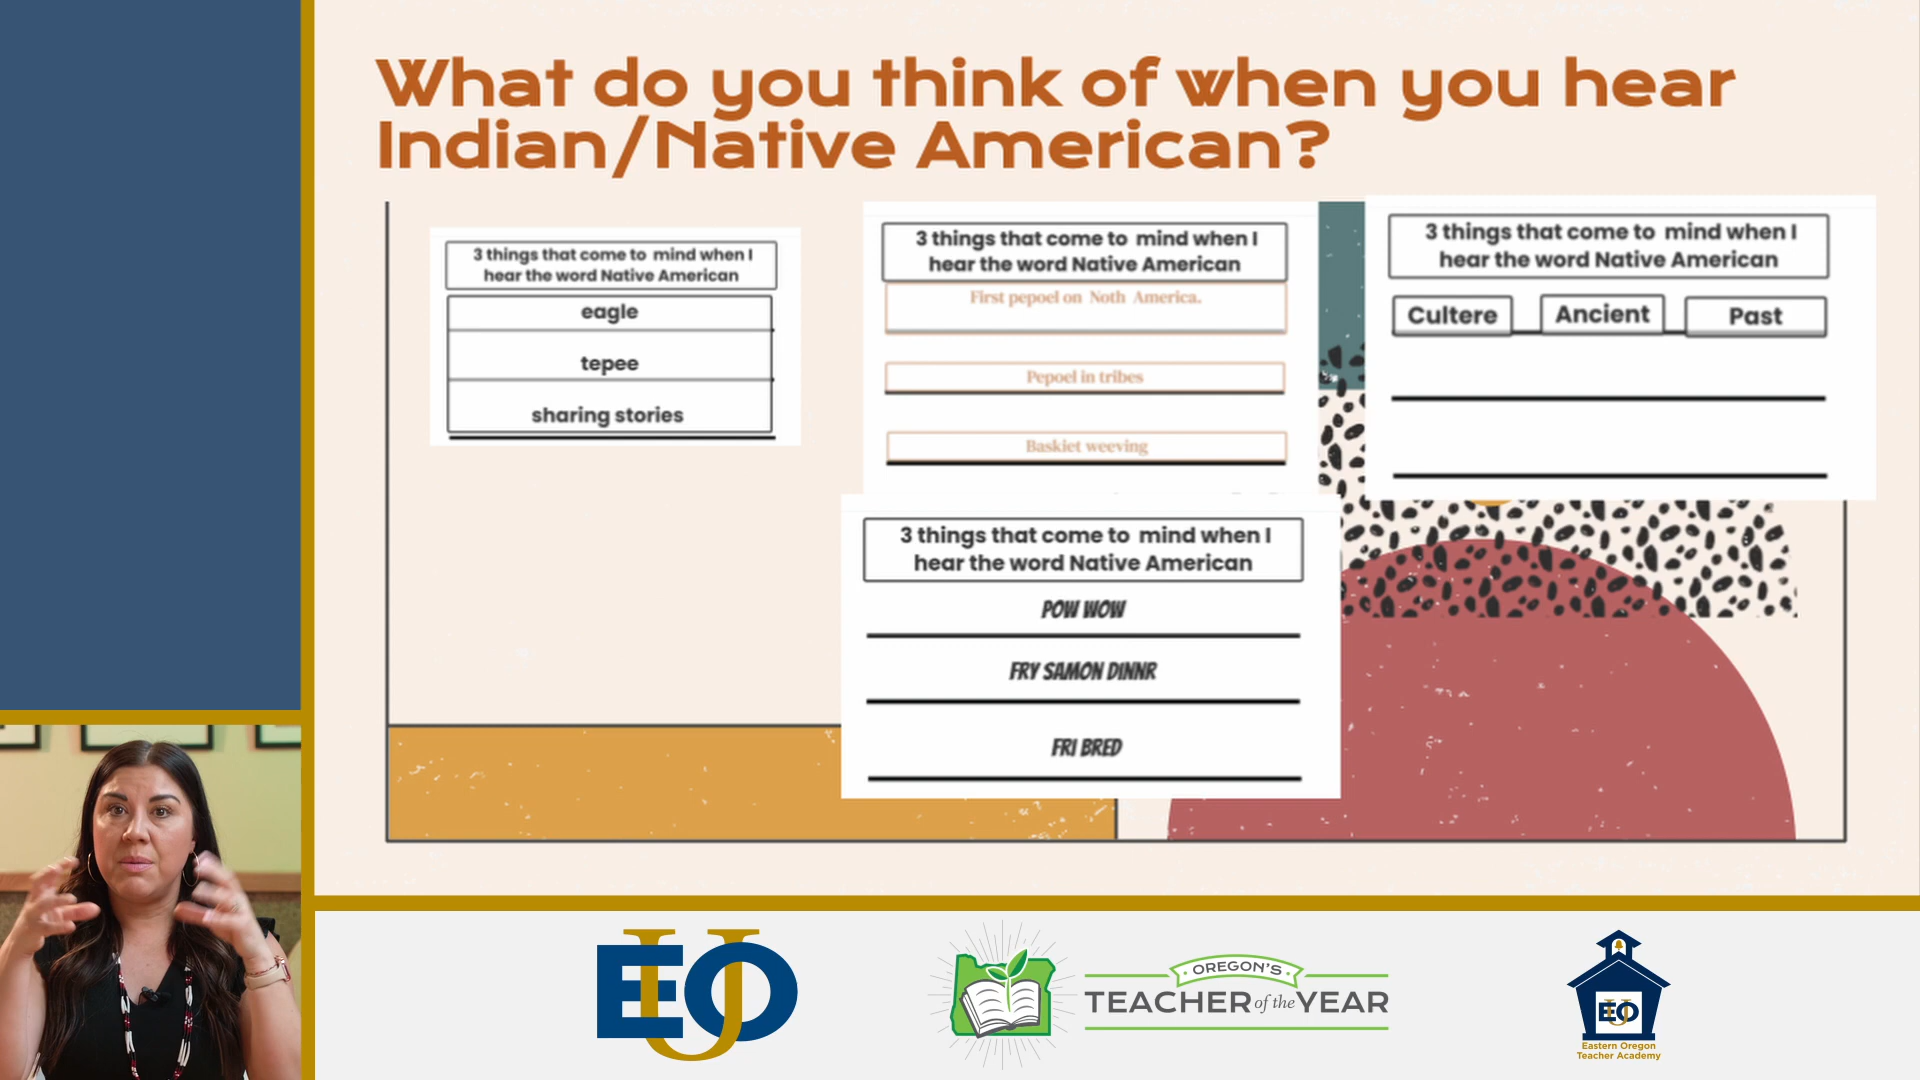 What do you think of when you hear
Indian/Native American?
3 things that come to mind when I
hear the word Native American
eagle
tepee
sharing stories
3 things that come to mind when I
hear the word Native American
First pepoel on Noth America.
Pepoel in tribes
Baskiet weeving
3 things that come to mind when I
hear the word Native American
Cultere Ancient Past
3 things that come to mind when I
hear the word Native American
POW WOW
FRY SAMON DINNR
FRI BRED
EOU
OREGON'S
TEACHER of the YEAR
EOU
Eastern Oregon
Teacher Academy